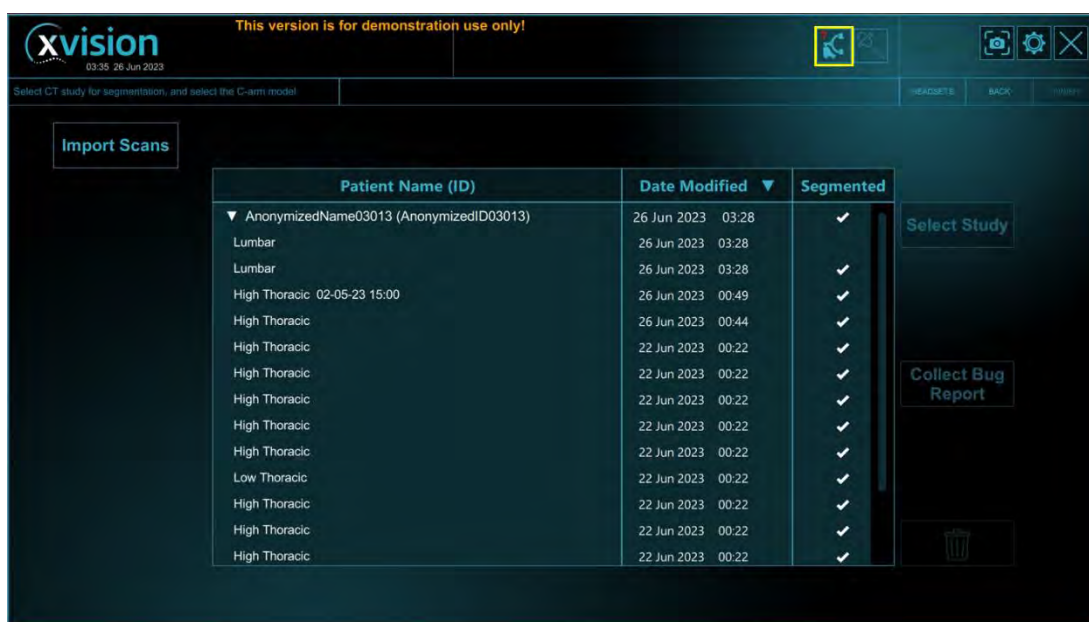 This version is for demonstration use only!
xvision
03:35 26 Jun 2023
Select CT study for segmentation, and select the C-arm model
HEADSETS BACK FINISH
Import Scans
Patient Name (ID) Date Modified ▼ Segmented
▼ AnonymizedName03013 (AnonymizedID03013) 26 Jun 2023 03:28 ✔
Lumbar 26 Jun 2023 03:28
Lumbar 26 Jun 2023 03:28 ✔
High Thoracic 02-05-23 15:00 26 Jun 2023 00:49 ✔
High Thoracic 26 Jun 2023 00:44 ✔
High Thoracic 22 Jun 2023 00:22 ✔
High Thoracic 22 Jun 2023 00:22 ✔
High Thoracic 22 Jun 2023 00:22 ✔
High Thoracic 22 Jun 2023 00:22 ✔
High Thoracic 22 Jun 2023 00:22 ✔
Low Thoracic 22 Jun 2023 00:22 ✔
High Thoracic 22 Jun 2023 00:22 ✔
High Thoracic 22 Jun 2023 00:22 ✔
High Thoracic 22 Jun 2023 00:22 ✔
Select Study
Collect Bug
Report